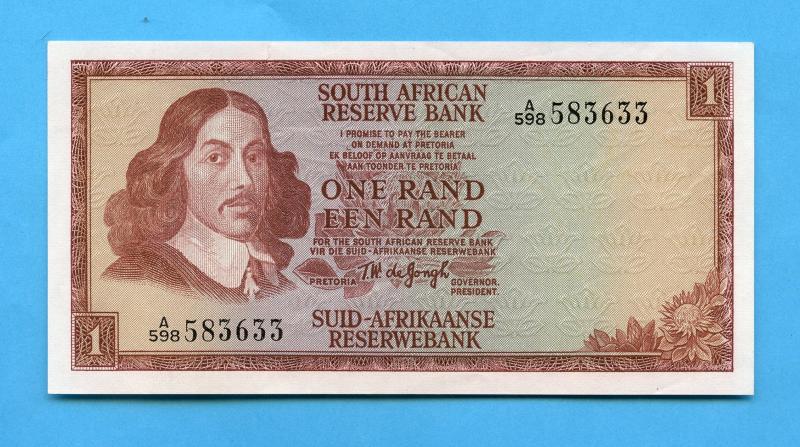 1
SOUTH AFRICAN
RESERVE BANK
A/598 583633
I PROMISE TO PAY THE BEARER
ON DEMAND AT PRETORIA
EK BELOOF OP AANVRAAG TE BETAAL
AAN TOONDER TE PRETORIA
ONE RAND
EEN RAND
FOR THE SOUTH AFRICAN RESERVE BANK
VIR DIE SUID-AFRIKAANSE RESERWEBANK
T.W. de Jongh
PRETORIA
GOVERNOR.
PRESIDENT.
A/598 583633
SUID-AFRIKAANSE
RESERWEBANK
1